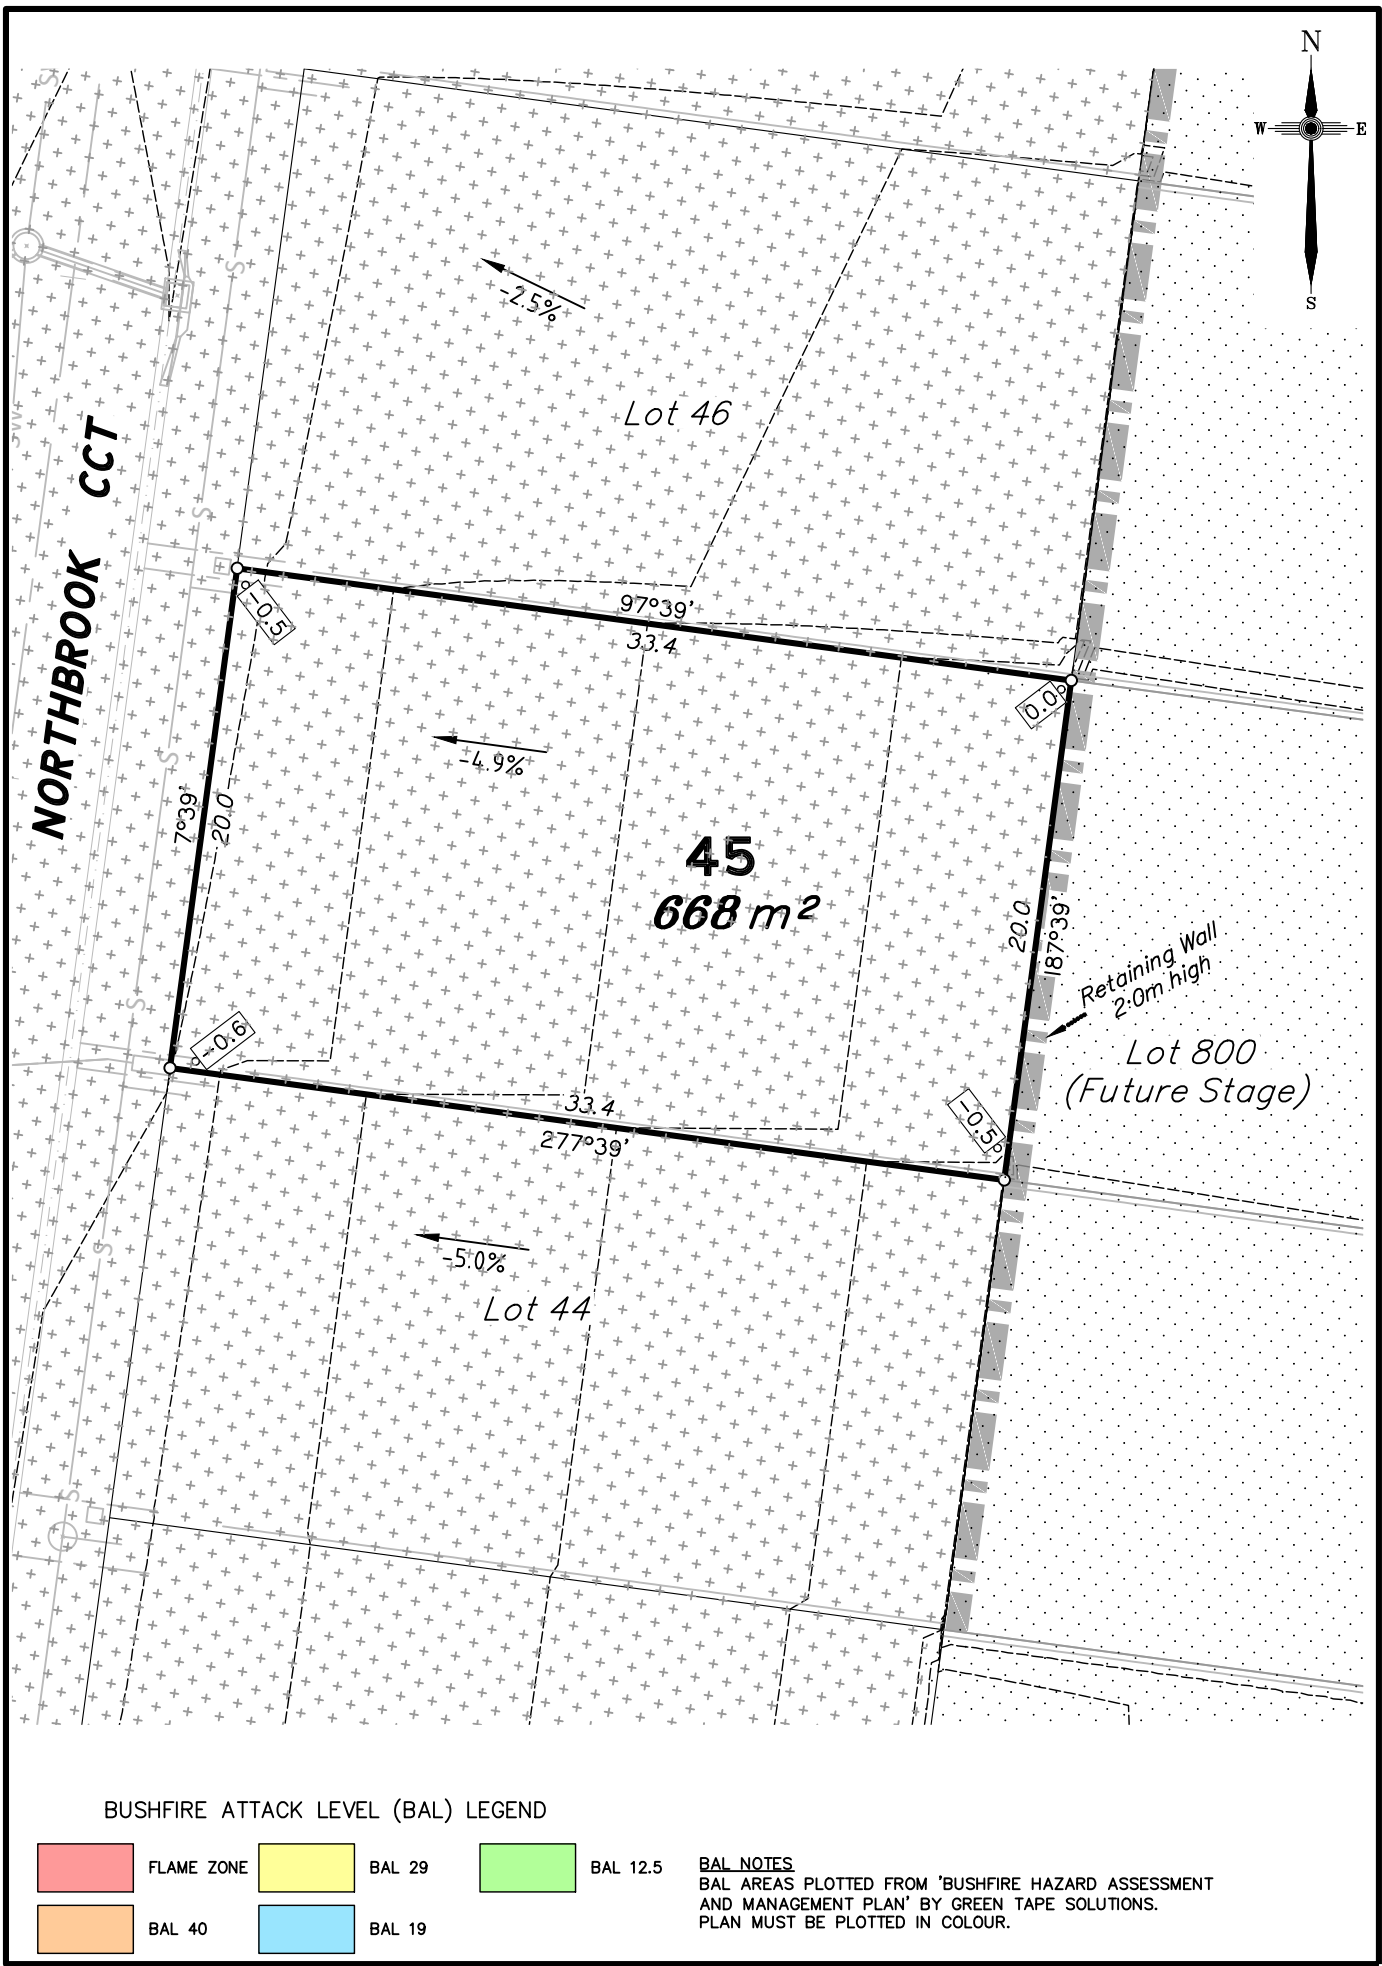 N
W
E
S
-2.5%
Lot 46
NORTHBROOK CCT
S
S
S
S
S
S
S
SW
97°39'
33.4
-0.5
0.0
-4.9%
7°39'
20.0
45
668 m²
20.0
187°39'
Retaining Wall
2.0m high
Lot 800
(Future Stage)
-0.6
-0.5
33.4
277°39'
-5.0%
Lot 44
BUSHFIRE ATTACK LEVEL (BAL) LEGEND
FLAME ZONE
BAL 29
BAL 12.5
BAL 40
BAL 19
BAL NOTES
BAL AREAS PLOTTED FROM 'BUSHFIRE HAZARD ASSESSMENT
AND MANAGEMENT PLAN' BY GREEN TAPE SOLUTIONS.
PLAN MUST BE PLOTTED IN COLOUR.